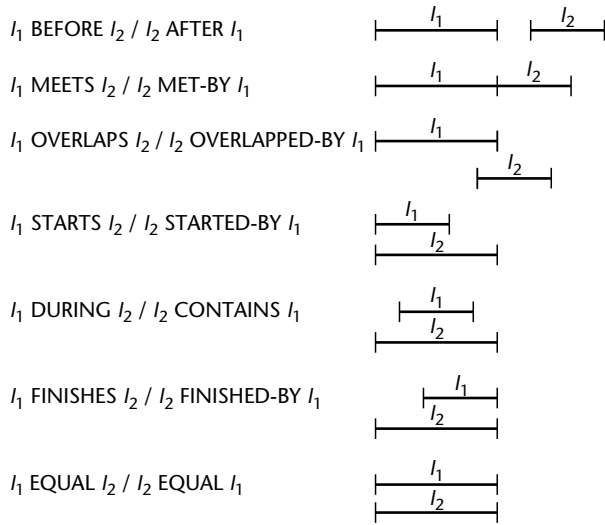 I₁ BEFORE I₂ / I₂ AFTER I₁ I₁ I₂
I₁ MEETS I₂ / I₂ MET-BY I₁ I₁ I₂
I₁ OVERLAPS I₂ / I₂ OVERLAPPED-BY I₁ I₁
I₂
I₁ STARTS I₂ / I₂ STARTED-BY I₁ I₁
I₂
I₁ DURING I₂ / I₂ CONTAINS I₁ I₁
I₂
I₁ FINISHES I₂ / I₂ FINISHED-BY I₁ I₁
I₂
I₁ EQUAL I₂ / I₂ EQUAL I₁ I₁
I₂